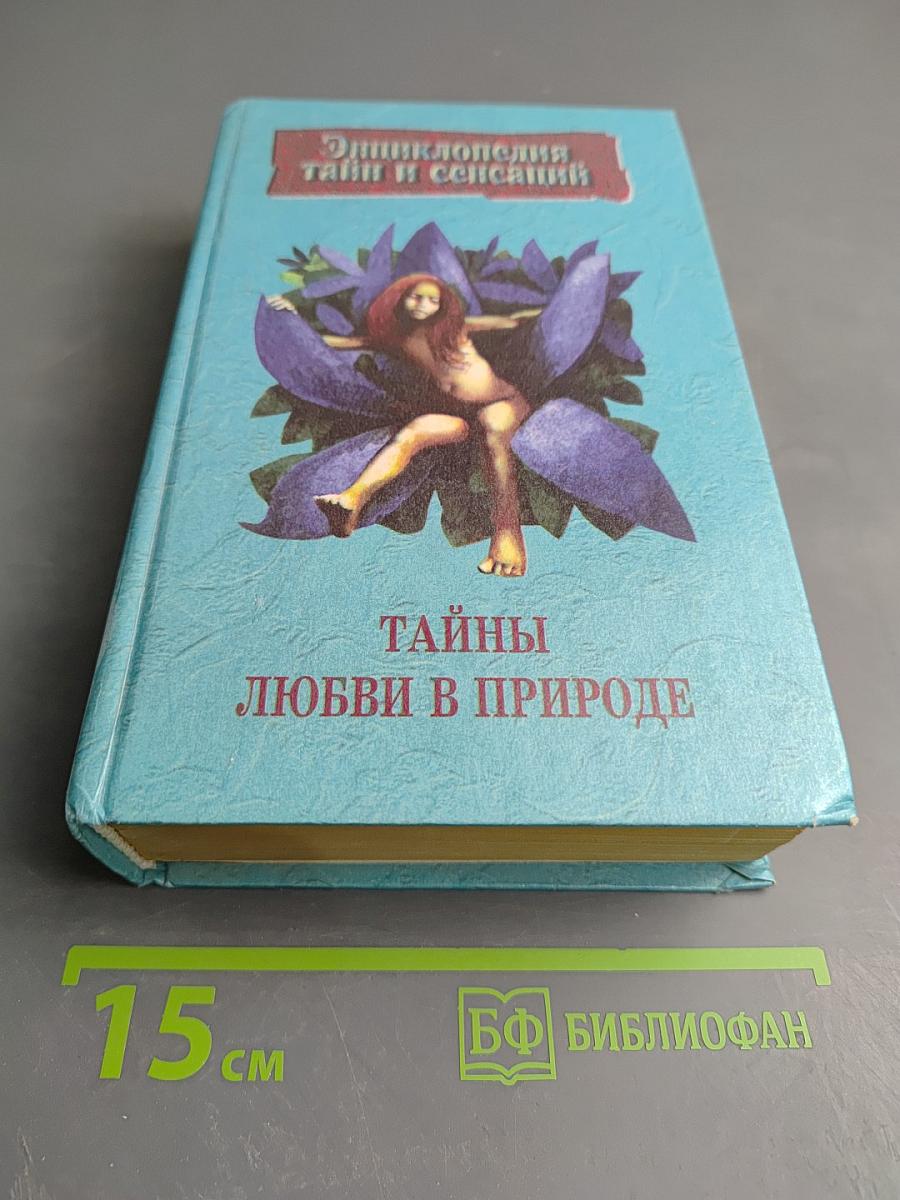 Энциклопедия
тайн и сенсаций
ТАЙНЫ
ЛЮБВИ В ПРИРОДЕ
15 см
БФ БИБЛИОФАН